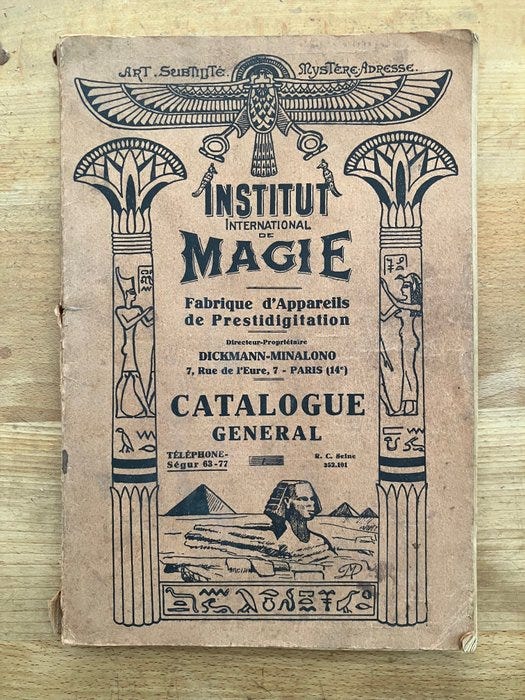 ART. SUBTILITÉ. MYSTÈRE-ADRESSE.
INSTITUT
INTERNATIONAL
DE
MAGIE
Fabrique d'Appareils
de Prestidigitation
Directeur-Propriétaire
DICKMANN-MINALONO
7, Rue de l'Eure, 7 - PARIS (14e)
CATALOGUE
GENERAL
TÉLÉPHONE-
Ségur 63-77
R. C. Seine
352.101